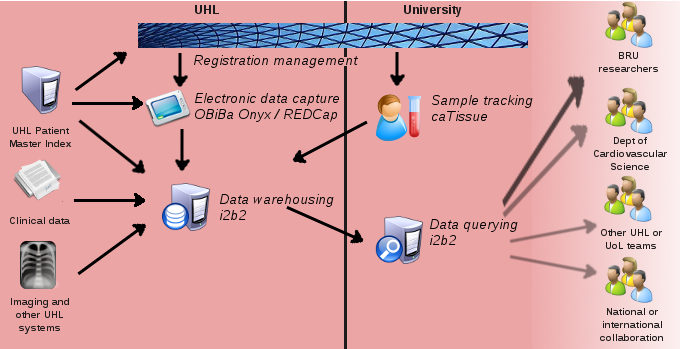 UHL
University
Registration management
Electronic data capture
OBiBa Onyx / REDCap
Sample tracking
caTissue
UHL Patient
Master Index
Data warehousing
i2b2
Data querying
i2b2
Clinical data
Imaging and
other UHL
systems
BRU
researchers
Dept of
Cardiovascular
Science
Other UHL or
UoL teams
National or
international
collaboration